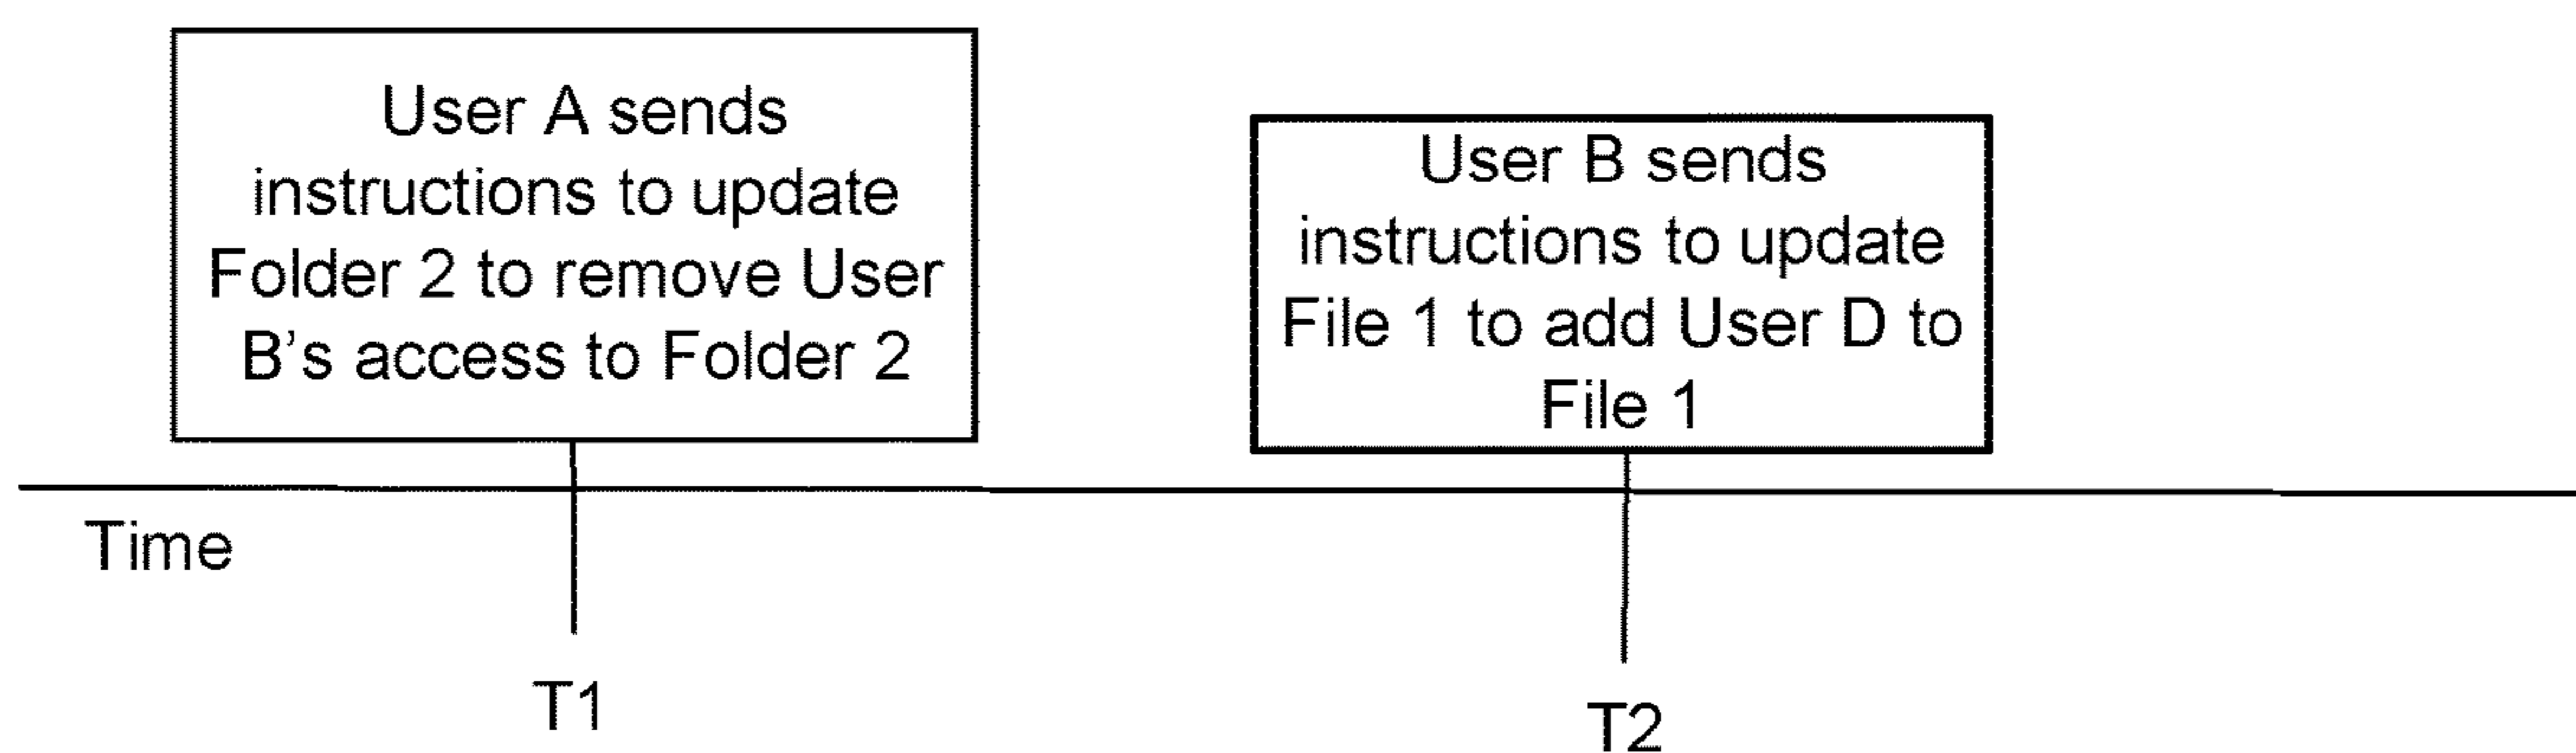 User A sends
instructions to update
Folder 2 to remove User
B’s access to Folder 2
User B sends
instructions to update
File 1 to add User D to
File 1
Time
T1
T2